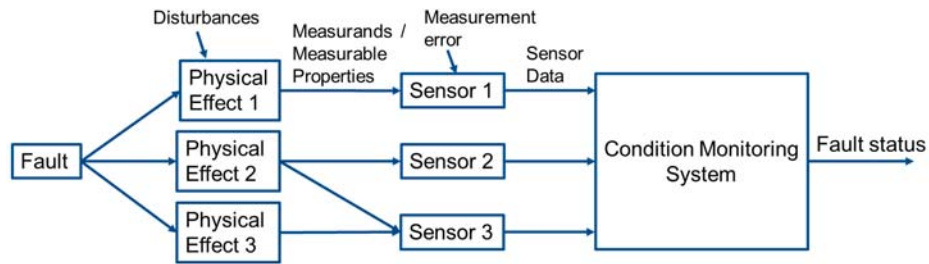 Disturbances
Measurands /
Measurable
Properties
Measurement
error
Sensor
Data
Physical
Effect 1
Sensor 1
Fault
Physical
Effect 2
Sensor 2
Condition Monitoring
System
Fault status
Physical
Effect 3
Sensor 3